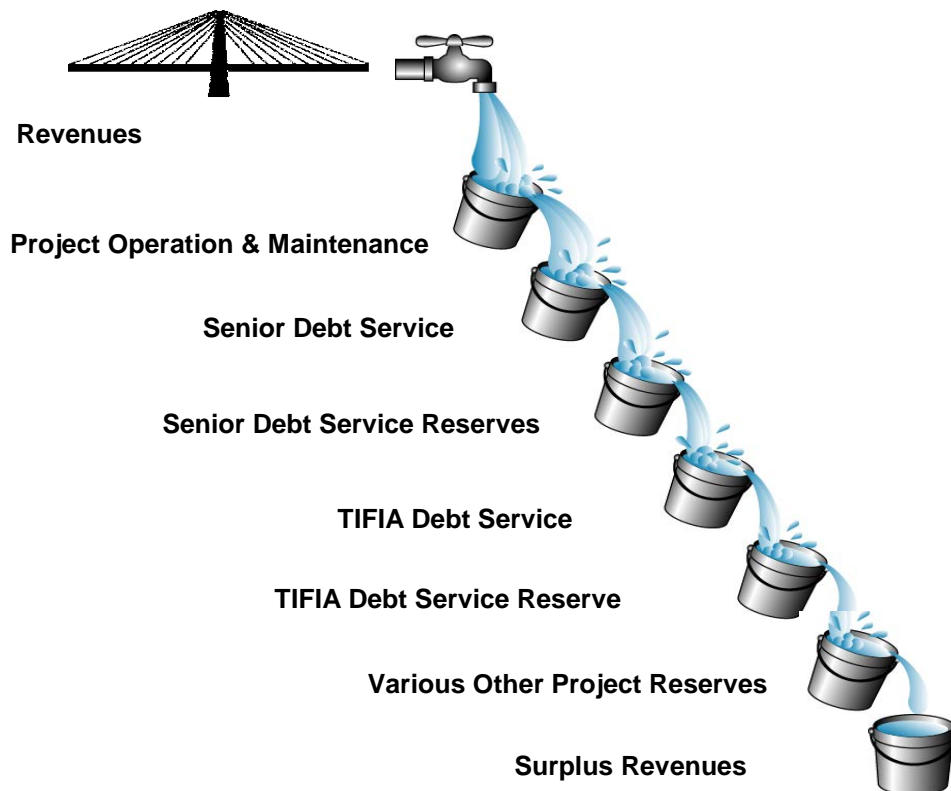 Revenues
Project Operation & Maintenance
Senior Debt Service
Senior Debt Service Reserves
TIFIA Debt Service
TIFIA Debt Service Reserve
Various Other Project Reserves
Surplus Revenues